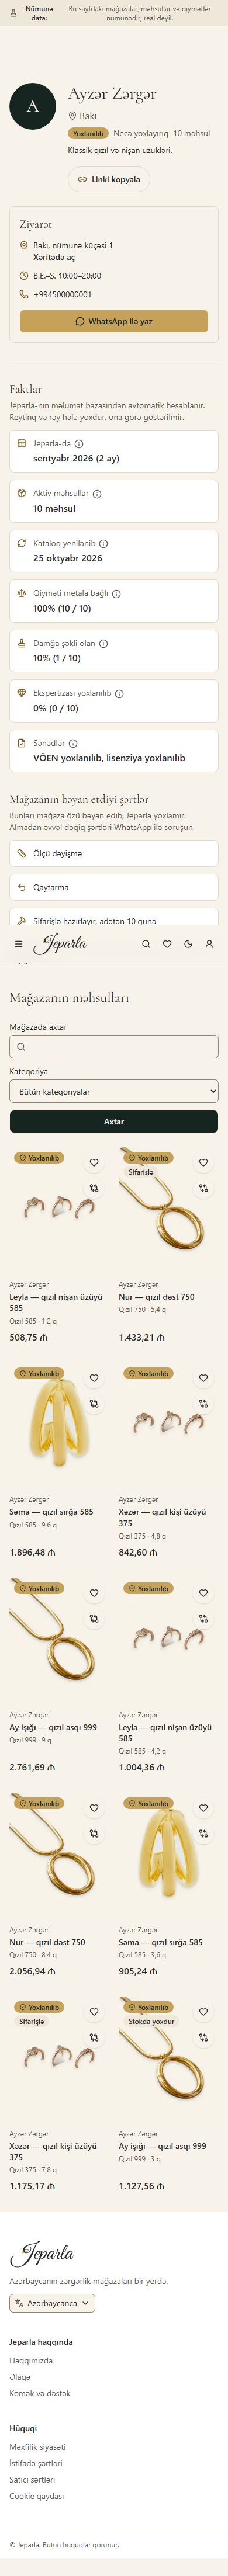 Nümunə data: Bu saytdakı mağazalar, məhsullar və qiymətlər nümunədir, real deyil.
A
Ayzər Zərgər
Bakı
Yoxlanılıb Necə yoxlayırıq 10 məhsul
Klassik qızıl və nişan üzükləri.
Linki kopyala
Ziyarət
Bakı, nümunə küçəsi 1
Xəritədə aç
B.E.–Ş. 10:00–20:00
+994500000001
WhatsApp ilə yaz
Faktlar
Jeparla-nın məlumat bazasından avtomatik hesablanır.
Reytinq və rəy hələ yoxdur, ona görə göstərilmir.
Jeparla-da
sentyabr 2026 (2 ay)
Aktiv məhsullar
10 məhsul
Kataloq yenilənib
25 oktyabr 2026
Qiyməti metala bağlı
100% (10 / 10)
Damğa şəkli olan
10% (1 / 10)
Ekspertizası yoxlanılıb
0% (0 / 10)
Sənədlər
VÖEN yoxlanılıb, lisenziya yoxlanılıb
Mağazanın bəyan etdiyi şərtlər
Bunları mağaza özü bəyan edib, Jeparla yoxlamır.
Almadan əvvəl dəqiq şərtləri WhatsApp ilə soruşun.
Ölçü dəyişmə
Qaytarma
Sifarişlə hazırlıyır, adətən 10 günə
Jeparla
Mağazanın məhsulları
Mağazada axtar
Kateqoriya
Bütün kateqoriyalar
Axtar
Yoxlanılıb
Ayzər Zərgər
Leyla — qızıl nişan üzüyü
585
Qızıl 585 · 1,2 q
508,75 ₼
Yoxlanılıb
Sifarişlə
Ayzər Zərgər
Nur — qızıl dəst 750
Qızıl 750 · 5,4 q
1.433,21 ₼
Yoxlanılıb
Ayzər Zərgər
Səma — qızıl sırğa 585
Qızıl 585 · 9,6 q
1.896,48 ₼
Yoxlanılıb
Ayzər Zərgər
Xəzər — qızıl kişi üzüyü
375
Qızıl 375 · 4,8 q
842,60 ₼
Yoxlanılıb
Ayzər Zərgər
Ay işığı — qızıl asqı 999
Qızıl 999 · 9 q
2.761,69 ₼
Yoxlanılıb
Ayzər Zərgər
Leyla — qızıl nişan üzüyü
585
Qızıl 585 · 4,2 q
1.004,36 ₼
Yoxlanılıb
Ayzər Zərgər
Nur — qızıl dəst 750
Qızıl 750 · 8,4 q
2.056,94 ₼
Yoxlanılıb
Ayzər Zərgər
Səma — qızıl sırğa 585
Qızıl 585 · 3,6 q
905,24 ₼
Yoxlanılıb
Sifarişlə
Ayzər Zərgər
Xəzər — qızıl kişi üzüyü
375
Qızıl 375 · 7,8 q
1.175,17 ₼
Yoxlanılıb
Stokda yoxdur
Ayzər Zərgər
Ay işığı — qızıl asqı 999
Qızıl 999 · 3 q
1.127,56 ₼
Jeparla
Azərbaycanın zərgərlik mağazaları bir yerdə.
Azərbaycanca
Jeparla haqqında
Haqqımızda
Əlaqə
Kömək və dəstək
Hüquqi
Məxfilik siyasəti
İstifadə şərtləri
Satıcı şərtləri
Cookie qaydası
© Jeparla. Bütün hüquqlar qorunur.